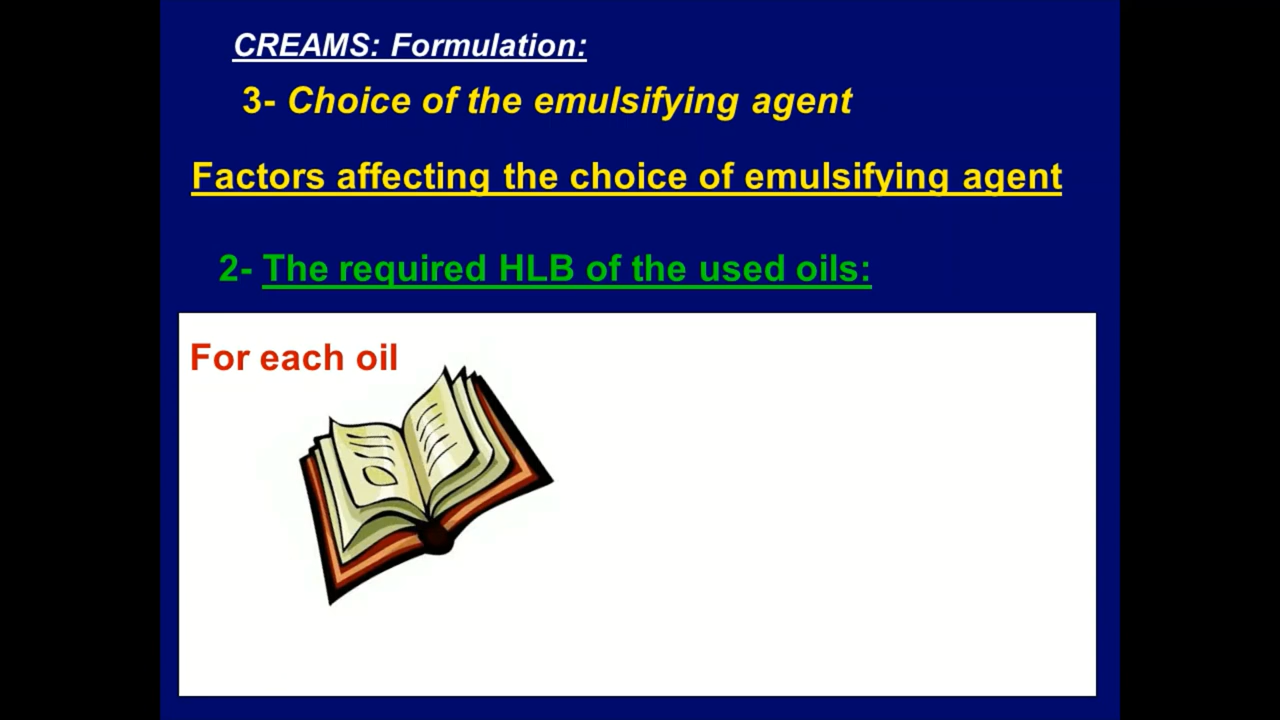 CREAMS: Formulation:
3- Choice of the emulsifying agent
Factors affecting the choice of emulsifying agent
2- The required HLB of the used oils:
For each oil